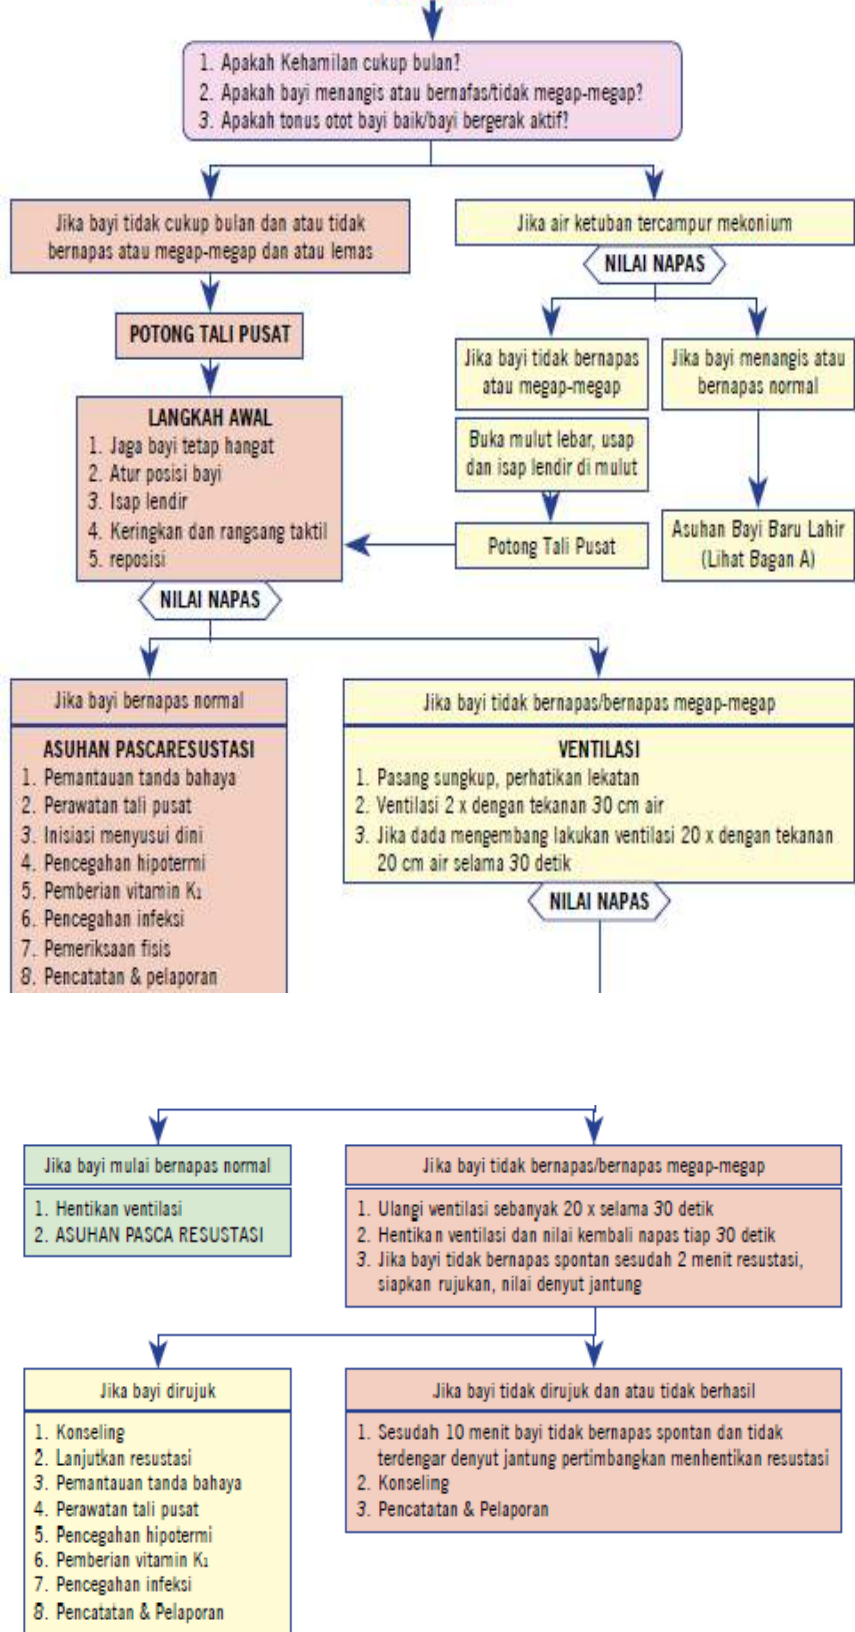 1. Apakah Kehamilan cukup bulan?
2. Apakah bayi menangis atau bernafas/tidak megap-megap?
3. Apakah tonus otot bayi baik/bayi bergerak aktif?
Jika bayi tidak cukup bulan dan atau tidak
bernapas atau megap-megap dan atau lemas
POTONG TALI PUSAT
LANGKAH AWAL
1. Jaga bayi tetap hangat
2. Atur posisi bayi
3. Isap lendir
4. Keringkan dan rangsang taktil
5. reposisi
NILAI NAPAS
Jika air ketuban tercampur mekonium
NILAI NAPAS
Jika bayi tidak bernapas
atau megap-megap
Buka mulut lebar, usap
dan isap lendir di mulut
Potong Tali Pusat
Jika bayi menangis atau
bernapas normal
Asuhan Bayi Baru Lahir
(Lihat Bagan A)
Jika bayi bernapas normal
ASUHAN PASCARESUSTASI
1. Pemantauan tanda bahaya
2. Perawatan tali pusat
3. Inisiasi menyusui dini
4. Pencegahan hipotermi
5. Pemberian vitamin K₁
6. Pencegahan infeksi
7. Pemeriksaan fisis
8. Pencatatan & pelaporan
Jika bayi tidak bernapas/bernapas megap-megap
VENTILASI
1. Pasang sungkup, perhatikan lekatan
2. Ventilasi 2 x dengan tekanan 30 cm air
3. Jika dada mengembang lakukan ventilasi 20 x dengan tekanan
20 cm air selama 30 detik
NILAI NAPAS
Jika bayi mulai bernapas normal
1. Hentikan ventilasi
2. ASUHAN PASCA RESUSTASI
Jika bayi tidak bernapas/bernapas megap-megap
1. Ulangi ventilasi sebanyak 20 x selama 30 detik
2. Hentikan ventilasi dan nilai kembali napas tiap 30 detik
3. Jika bayi tidak bernapas spontan sesudah 2 menit resustasi,
siapkan rujukan, nilai denyut jantung
Jika bayi dirujuk
1. Konseling
2. Lanjutkan resustasi
3. Pemantauan tanda bahaya
4. Perawatan tali pusat
5. Pencegahan hipotermi
6. Pemberian vitamin K₁
7. Pencegahan infeksi
8. Pencatatan & Pelaporan
Jika bayi tidak dirujuk dan atau tidak berhasil
1. Sesudah 10 menit bayi tidak bernapas spontan dan tidak
terdengar denyut jantung pertimbangkan menhentikan resustasi
2. Konseling
3. Pencatatan & Pelaporan